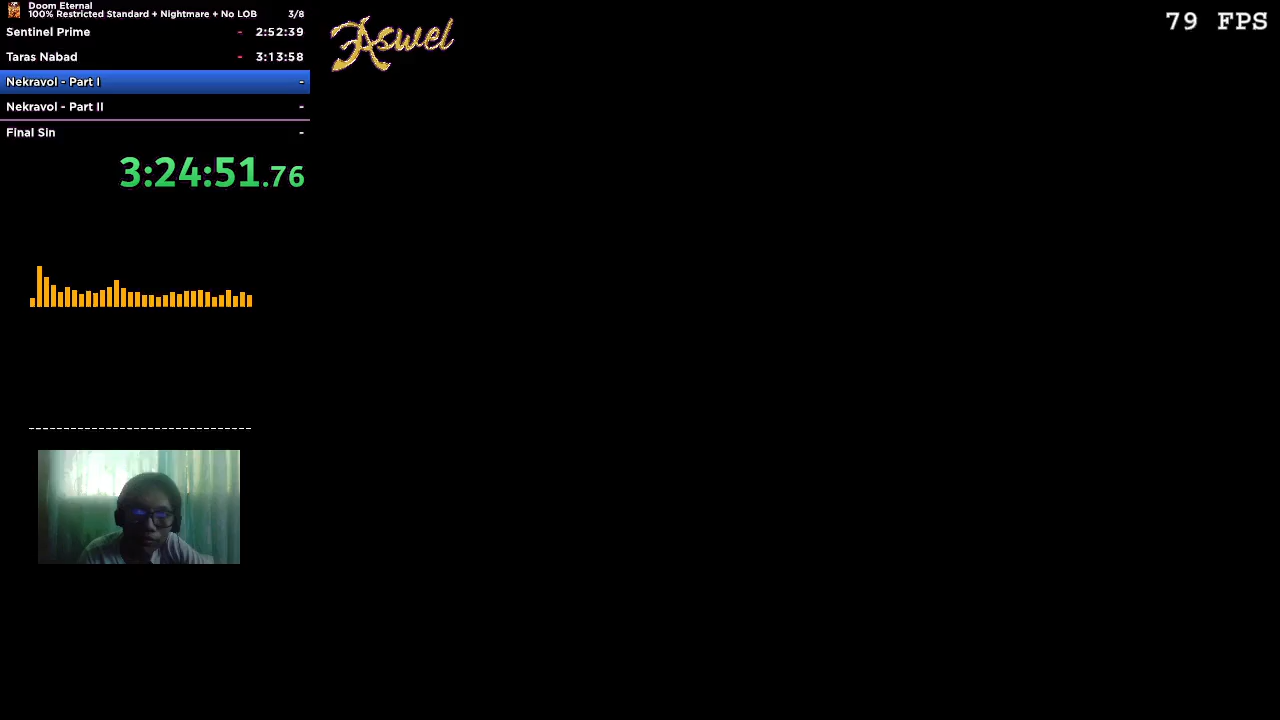 Doom Eternal
100% Restricted Standard + Nightmare + No LOB 3/8
Sentinel Prime - 2:52:39
Taras Nabad - 3:13:58
Nekravol - Part I -
Nekravol - Part II -
Final Sin -
3:24:51.76
Aswel
79 FPS